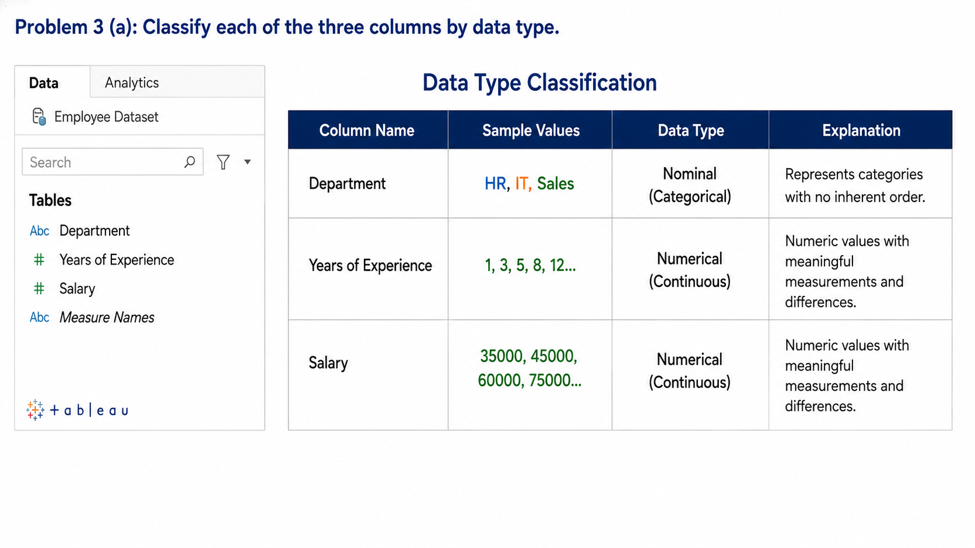 Problem 3 (a): Classify each of the three columns by data type.
Data
Analytics
Employee Dataset
Search
Tables
Abc Department
# Years of Experience
# Salary
Abc Measure Names
+ableau
Data Type Classification
Column Name
Sample Values
Data Type
Explanation
Department
HR, IT, Sales
Nominal
(Categorical)
Represents categories
with no inherent order.
Years of Experience
1, 3, 5, 8, 12...
Numerical
(Continuous)
Numeric values with
meaningful
measurements and
differences.
Salary
35000, 45000,
60000, 75000...
Numerical
(Continuous)
Numeric values with
meaningful
measurements and
differences.